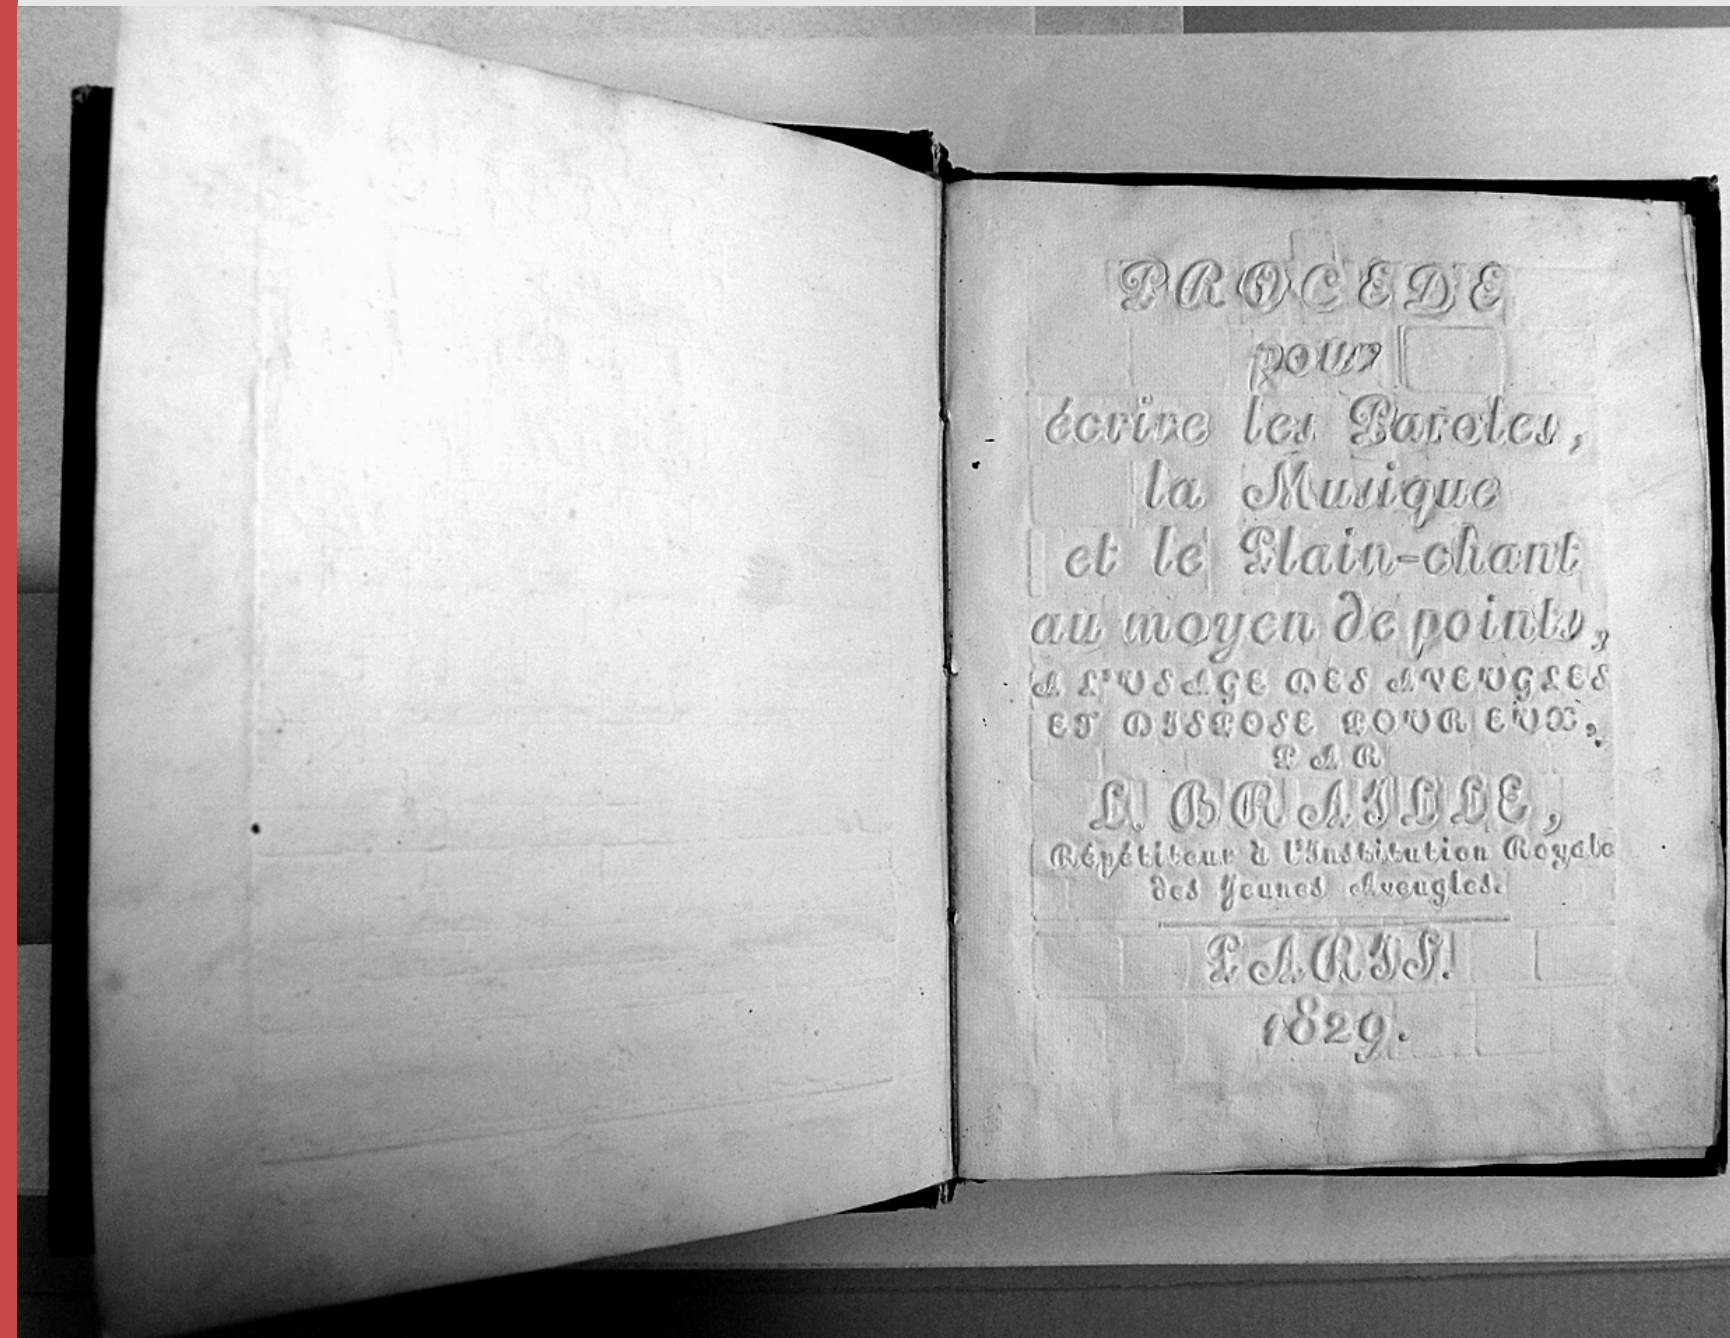 PROCEDE
pour
écrire les Paroles,
la Musique
et le Plain-chant
au moyen de points,
A L'USAGE DES AVEUGLES
ET DISPOSE POUR EUX,
PAR
L. BRAILLE,
Répétiteur à l'Institution Royale
des Jeunes Aveugles.
PARIS.
1829.